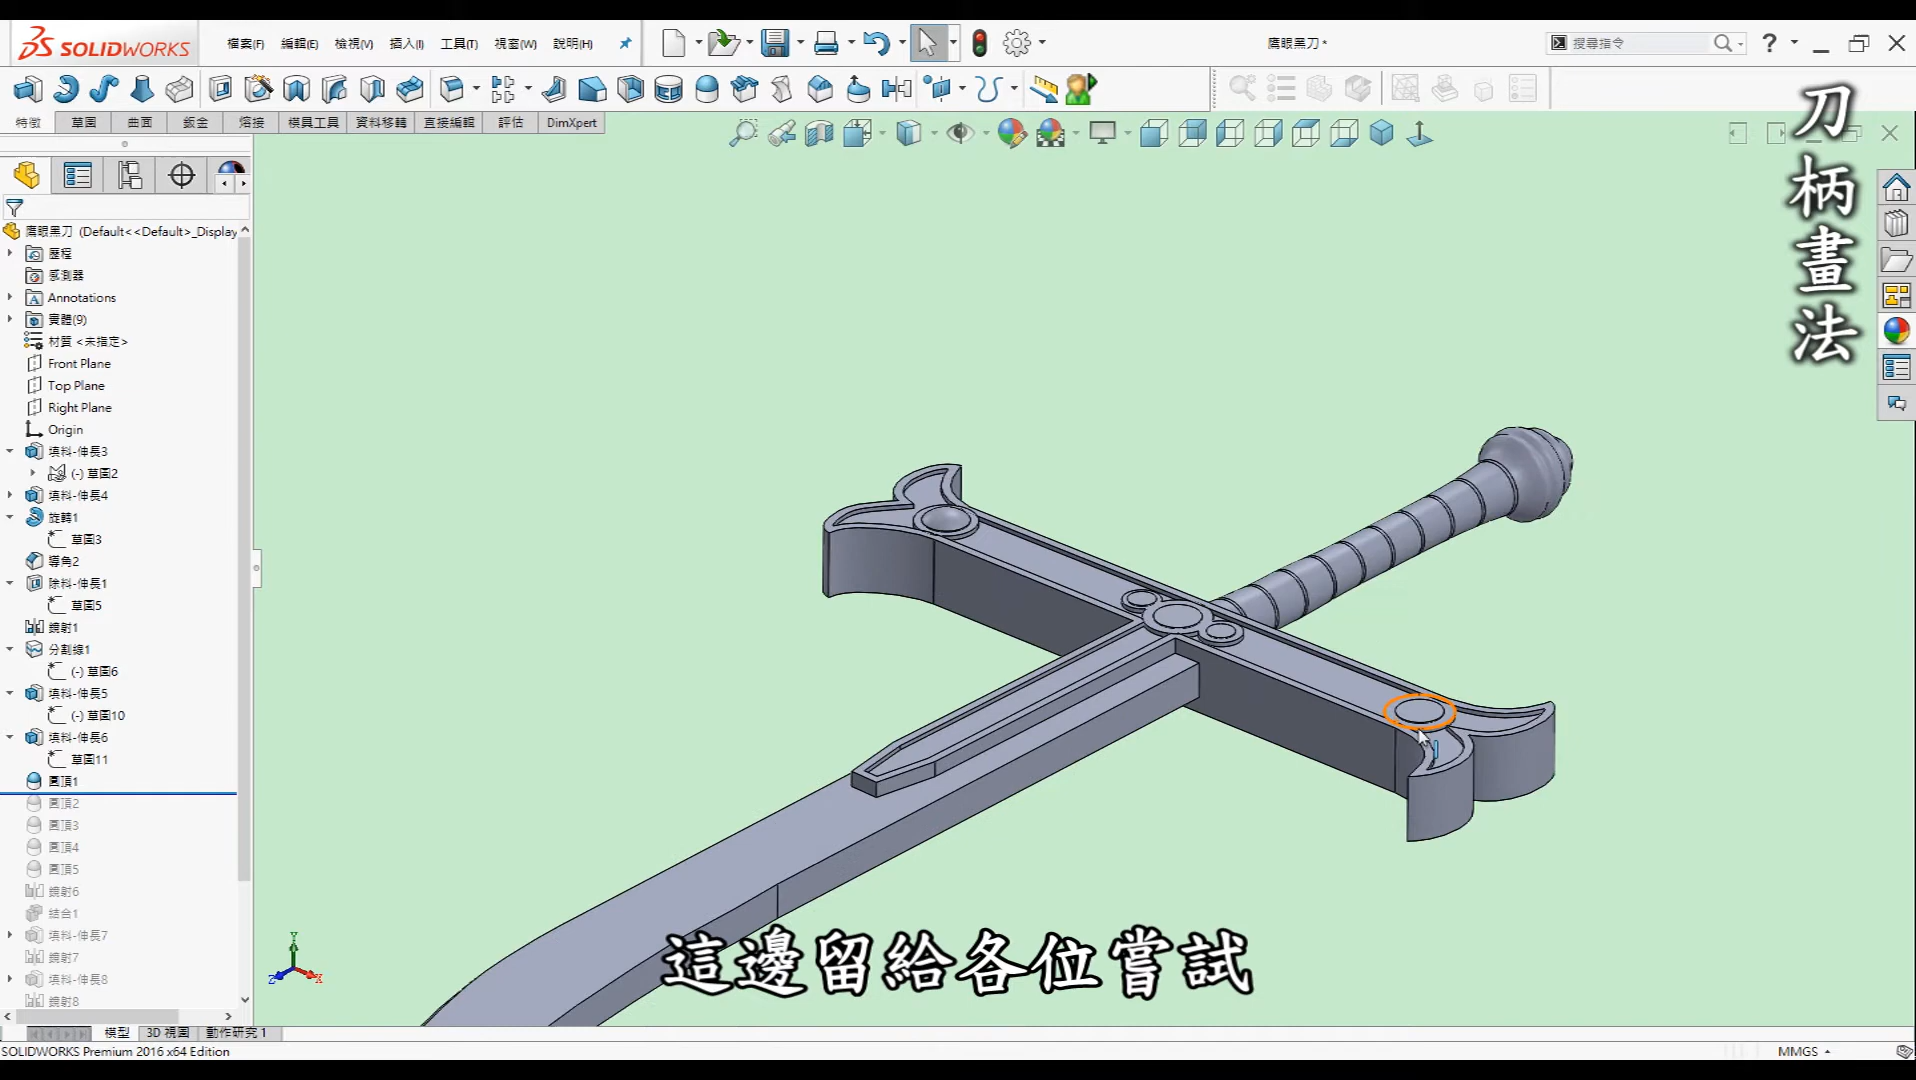 SOLIDWORKS
檔案(F) 編輯(E) 檢視(V) 插入(I) 工具(T) 視窗(W) 說明(H)
鷹眼黑刀 *
搜尋指令
特徵 草圖 曲面 鈑金 熔接 模具工具 資料移轉 直接編輯 評估 DimXpert
刀柄畫法
鷹眼黑刀 (Default<<Default>_Display
歷程
感測器
Annotations
實體(9)
材質 <未指定>
Front Plane
Top Plane
Right Plane
Origin
填料-伸長3
(-) 草圖2
填料-伸長4
旋轉1
草圖3
導角2
除料-伸長1
草圖5
鏡射1
分割線1
(-) 草圖6
填料-伸長5
(-) 草圖10
填料-伸長6
草圖11
圓頂1
圓頂2
圓頂3
圓頂4
圓頂5
鏡射6
結合1
填料-伸長7
鏡射7
填料-伸長8
鏡射8
這邊留給各位嘗試
Y
Z
X
模型 3D 視圖 動作研究 1
SOLIDWORKS Premium 2016 x64 Edition
MMGS